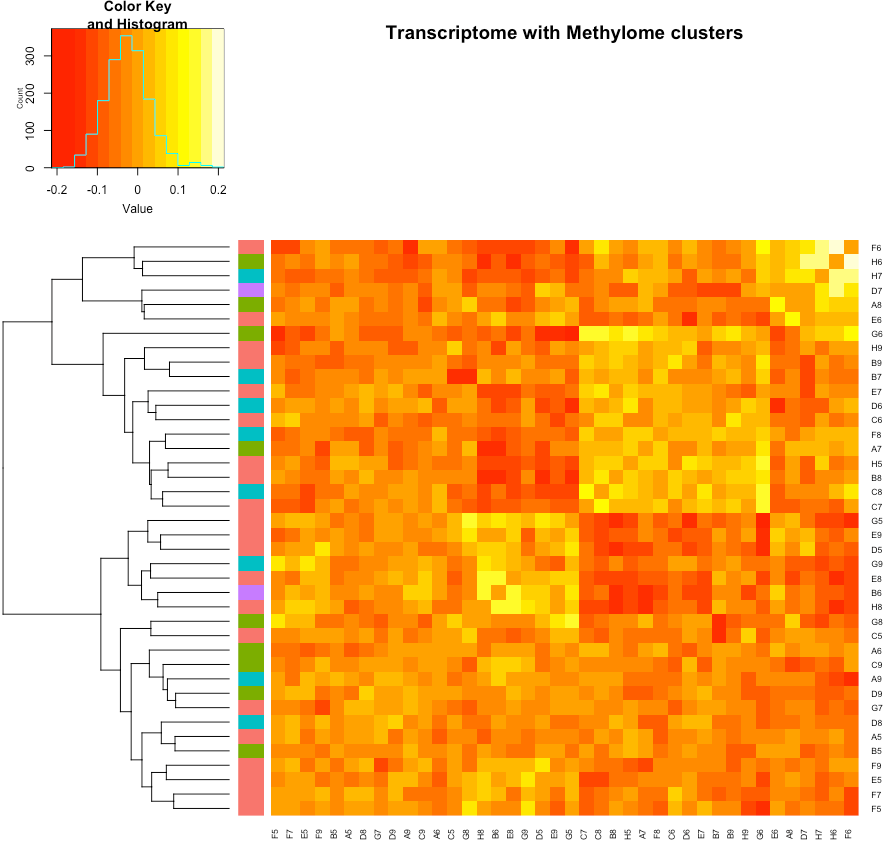 Color Key
and Histogram
Transcriptome with Methylome clusters
Count
0 100 200 300
-0.2 -0.1 0 0.1 0.2
Value
F6
H6
H7
D7
A8
E6
G6
H9
B9
B7
E7
D6
C6
F8
A7
H5
B8
C8
C7
G5
E9
D5
G9
E8
B6
H8
G8
C5
A6
C9
A9
D9
G7
D8
A5
B5
F9
E5
F7
F5
F5 F7 E5 F9 B5 A5 D8 G7 D9 A9 C9 A6 C5 G8 H8 B6 E8 G9 D5 E9 G5 C7 C8 B8 H5 A7 F8 C6 D6 E7 B7 B9 H9 G6 E6 A8 D7 H7 H6 F6